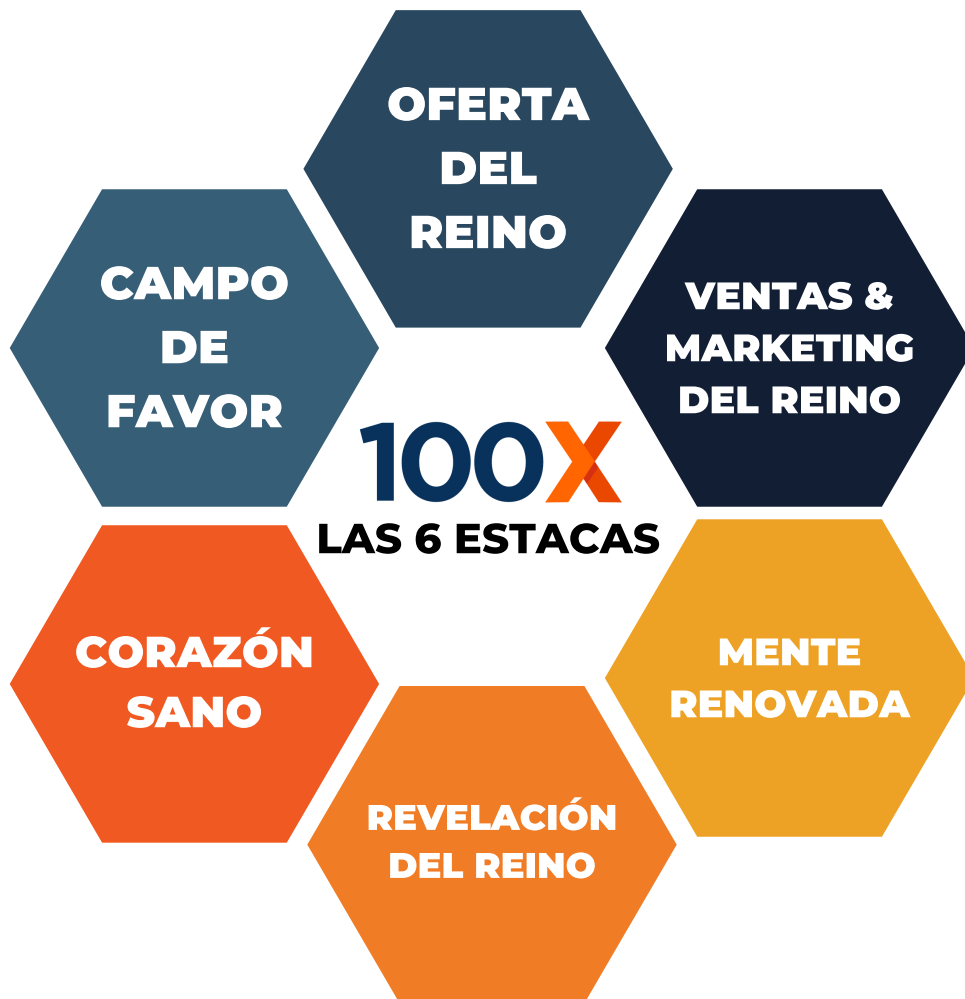 OFERTA
DEL
REINO
CAMPO
DE
FAVOR
VENTAS &
MARKETING
DEL REINO
100X
LAS 6 ESTACAS
CORAZÓN
SANO
MENTE
RENOVADA
REVELACIÓN
DEL REINO